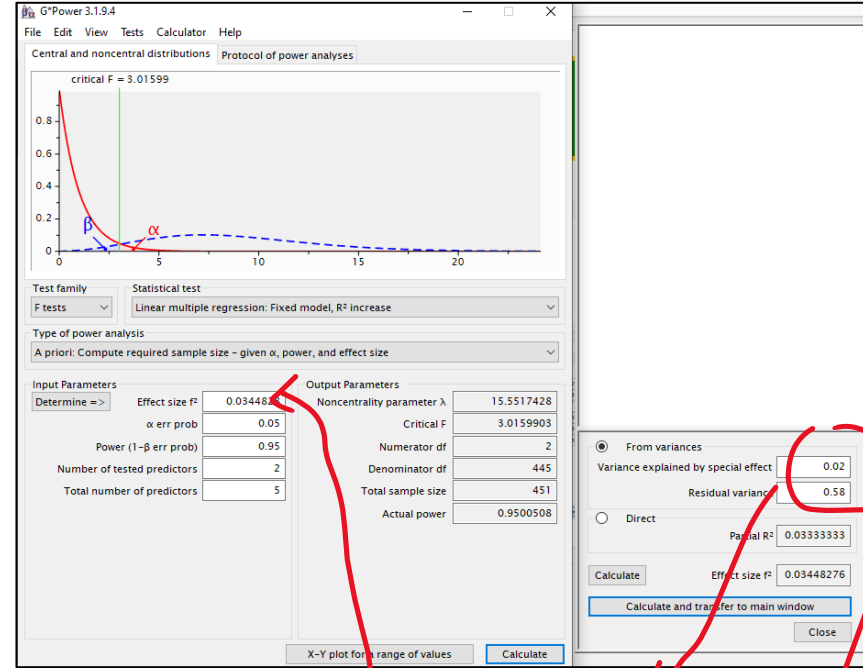 G*Power 3.1.9.4
File Edit View Tests Calculator Help
Central and noncentral distributions Protocol of power analyses
critical F = 3.01599
0.8
0.6
0.4
0.2
0
β
α
0 5 10 15 20
Test family
F tests
Statistical test
Linear multiple regression: Fixed model, R² increase
Type of power analysis
A priori: Compute required sample size – given α, power, and effect size
Input Parameters
Determine =>
Effect size f² 0.0344828
α err prob 0.05
Power (1-β err prob) 0.95
Number of tested predictors 2
Total number of predictors 5
Output Parameters
Noncentrality parameter λ 15.5517428
Critical F 3.0159903
Numerator df 2
Denominator df 445
Total sample size 451
Actual power 0.9500508
X-Y plot for a range of values Calculate
From variances
Variance explained by special effect 0.02
Residual variance 0.58
Direct
Partial R² 0.03333333
Calculate Effect size f² 0.03448276
Calculate and transfer to main window
Close